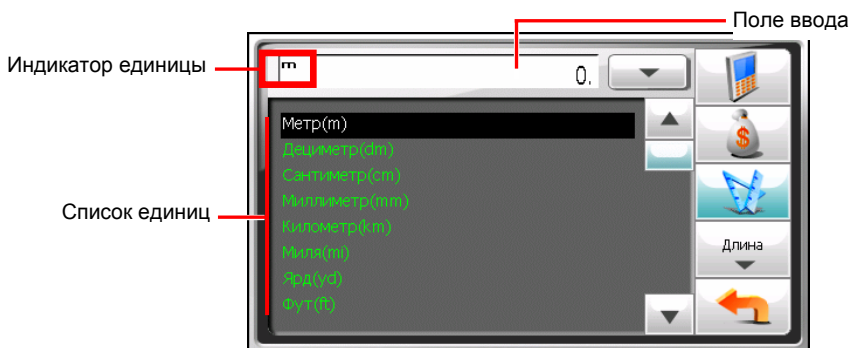 Поле ввода
Индикатор единицы
m
0.
Метр(m)
Дециметр(dm)
Сантиметр(cm)
Миллиметр(mm)
Километр(km)
Миля(mi)
Ярд(yd)
Фут(ft)
Список единиц
$
Длина